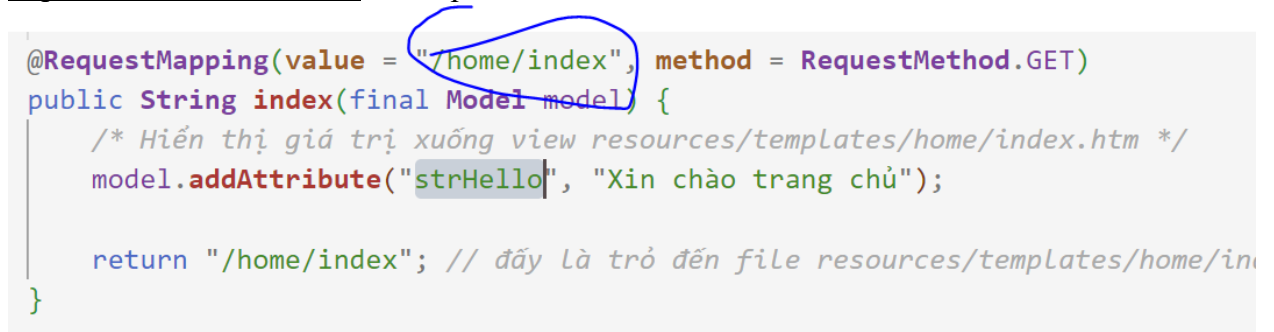 @RequestMapping(value = "/home/index", method = RequestMethod.GET)
public String index(final Model model) {
/* Hiển thị giá trị xuống view resources/templates/home/index.htm */
model.addAttribute("strHello", "Xin chào trang chủ");
return "/home/index"; // đấy là trỏ đến file resources/templates/home/in
}